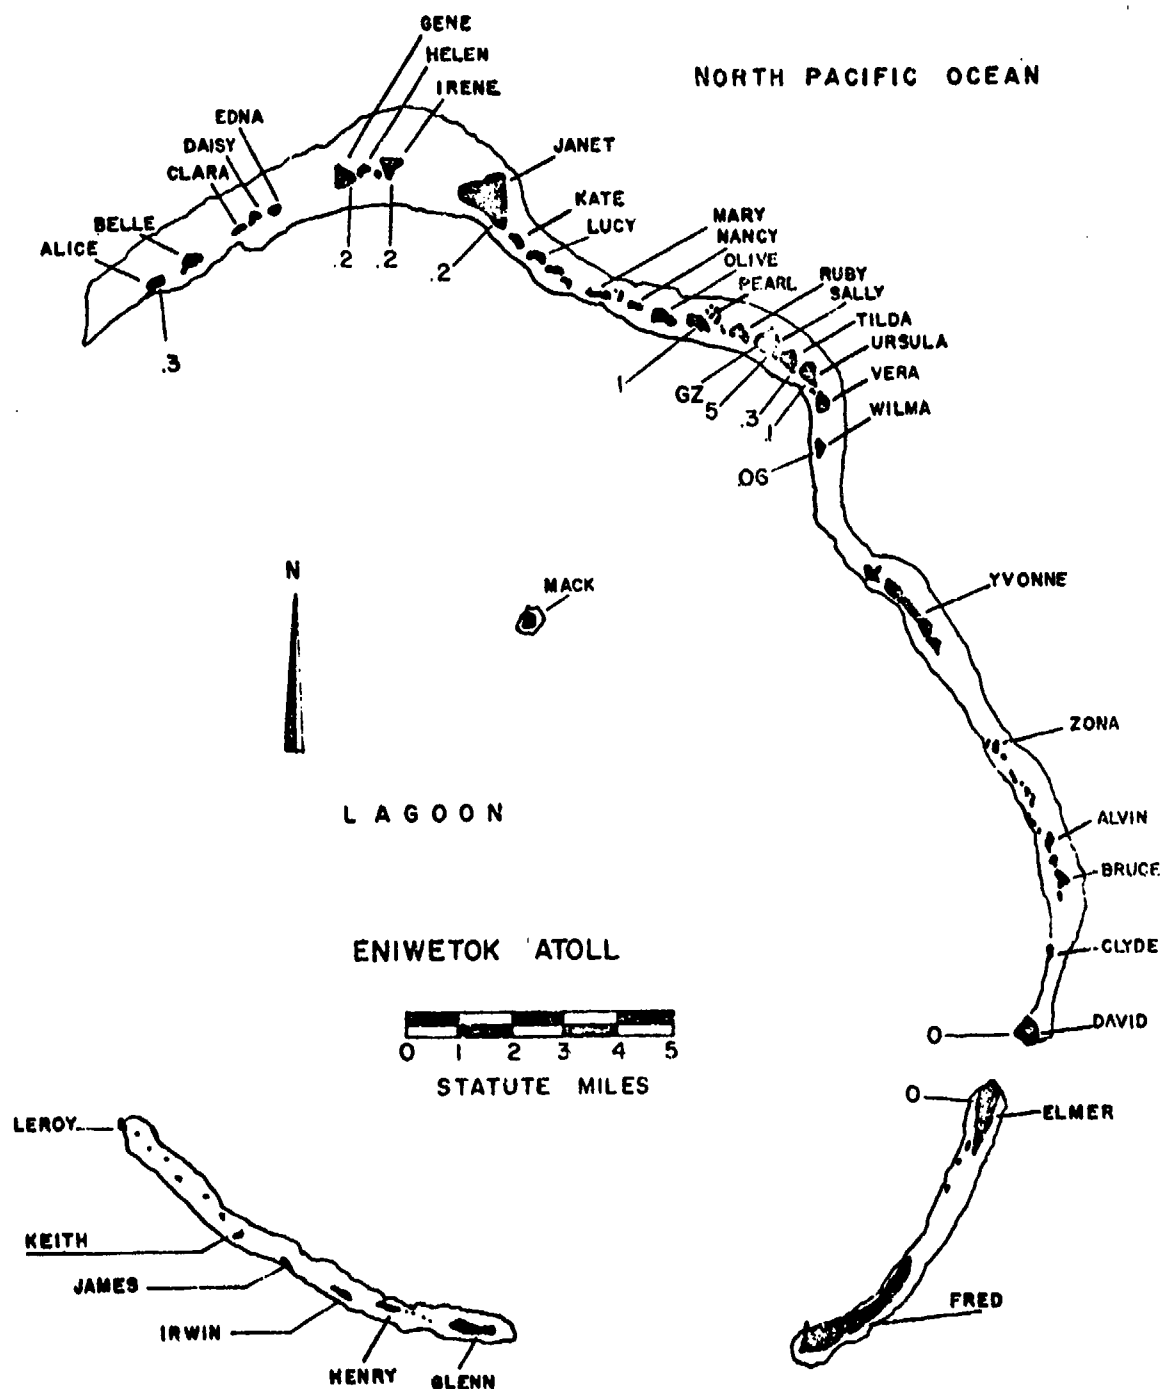 GENE
HELEN
IRENE
NORTH PACIFIC OCEAN
EDNA
DAISY
CLARA
JANET
BELLE
ALICE
KATE
LUCY
MARY
NANCY
OLIVE
PEARL
RUBY
SALLY
TILDA
URSULA
VERA
WILMA
.2 .2 .2
.3
1
GZ
5
.3
.1
.06
N
MACK
YVONNE
ZONA
LAGOON
ALVIN
BRUCE
ENIWETOK ATOLL
CLYDE
0 DAVID
0 1 2 3 4 5
STATUTE MILES
0 ELMER
LEROY
KEITH
JAMES
IRWIN
HENRY
GLENN
FRED